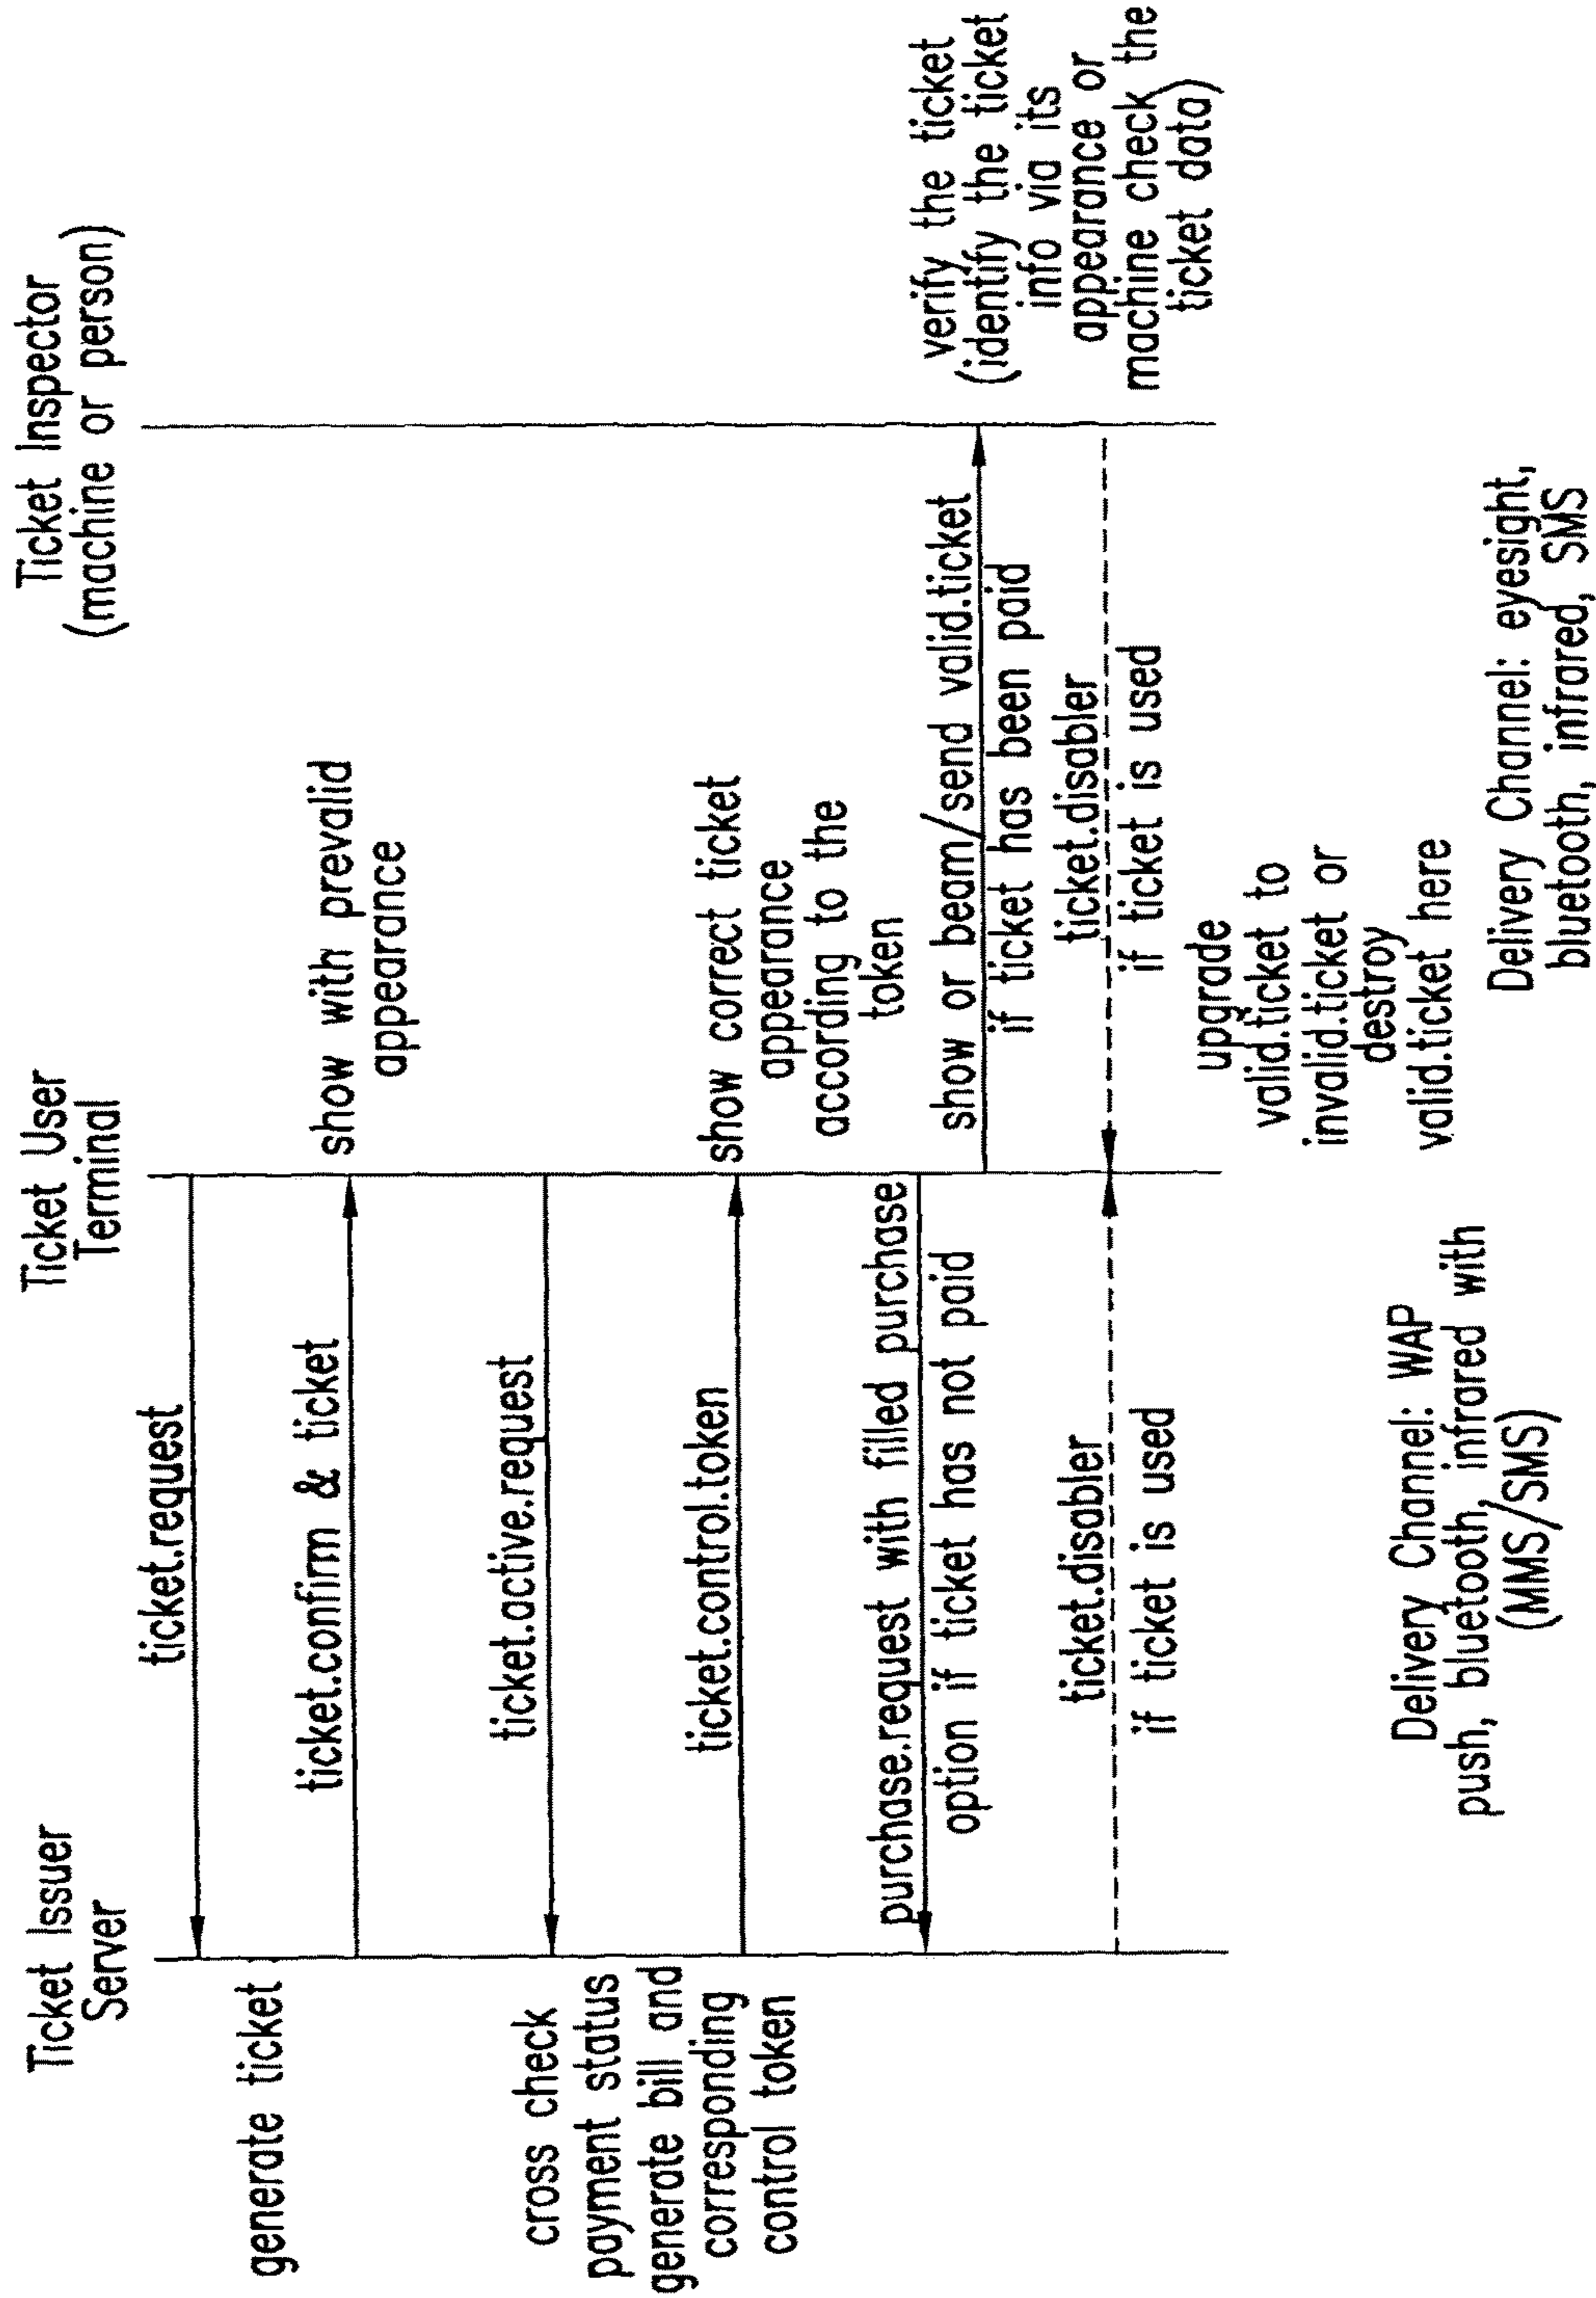 Ticket Issuer
Server
Ticket User
Terminal
Ticket Inspector
(machine or person)
ticket.request
generate ticket
ticket.confirm & ticket
show with prevalid
appearance
ticket.active.request
cross check
payment status
generate bill and
corresponding
control token
ticket.control.token
show correct ticket
appearance
according to the
token
purchase.request with filled purchase
option if ticket has not paid
show or beam/send valid.ticket
if ticket has been paid
verify the ticket
(identify the ticket
info via its
appearance or
machine check the
ticket data)
ticket.disabler
if ticket is used
ticket.disabler
if ticket is used
upgrade
valid.ticket to
invalid.ticket or
destroy
valid.ticket here
Delivery Channel: WAP
push, bluetooth, infrared with
(MMS/SMS)
Delivery Channel: eyesight,
bluetooth, infrared, SMS